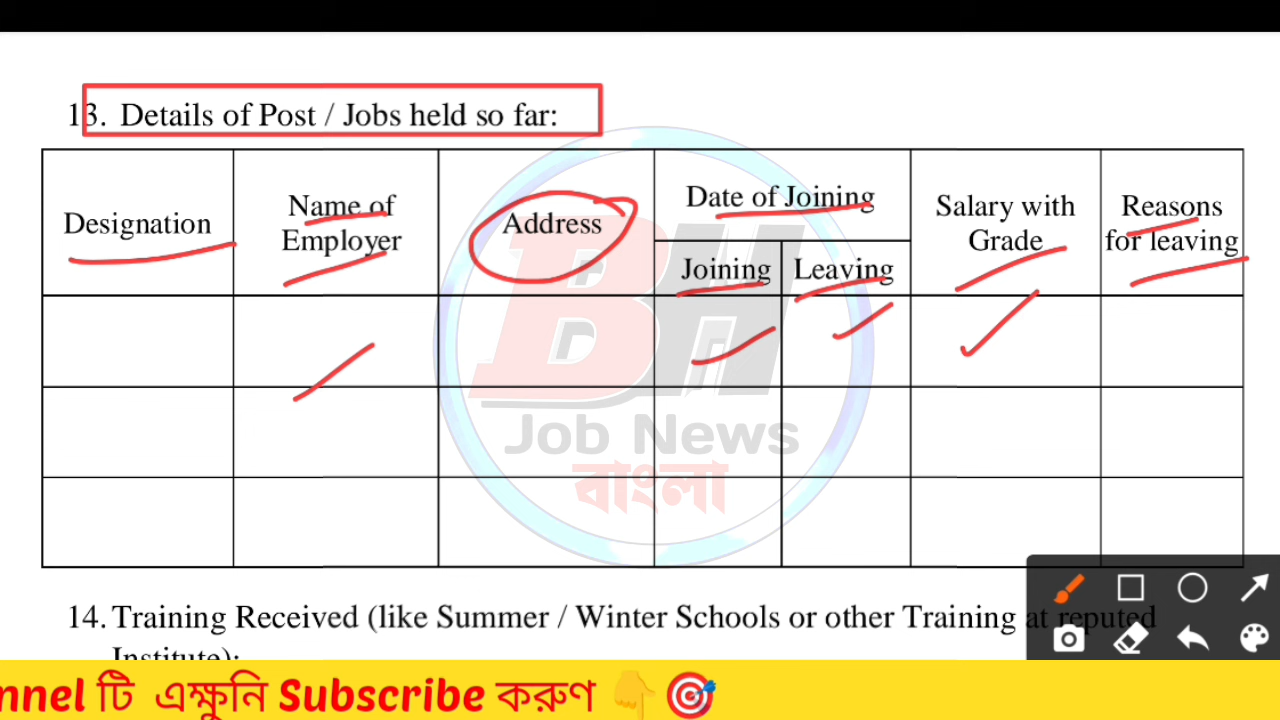 13. Details of Post / Jobs held so far:
Designation
Name of
Employer
Address
Date of Joining
Joining
Leaving
Salary with
Grade
Reasons
for leaving
BH
Job News
বাংলা
14. Training Received (like Summer / Winter Schools or other Training at reputed
Institute):
nnel টি এক্ষুনি Subscribe করুণ 👇🎯